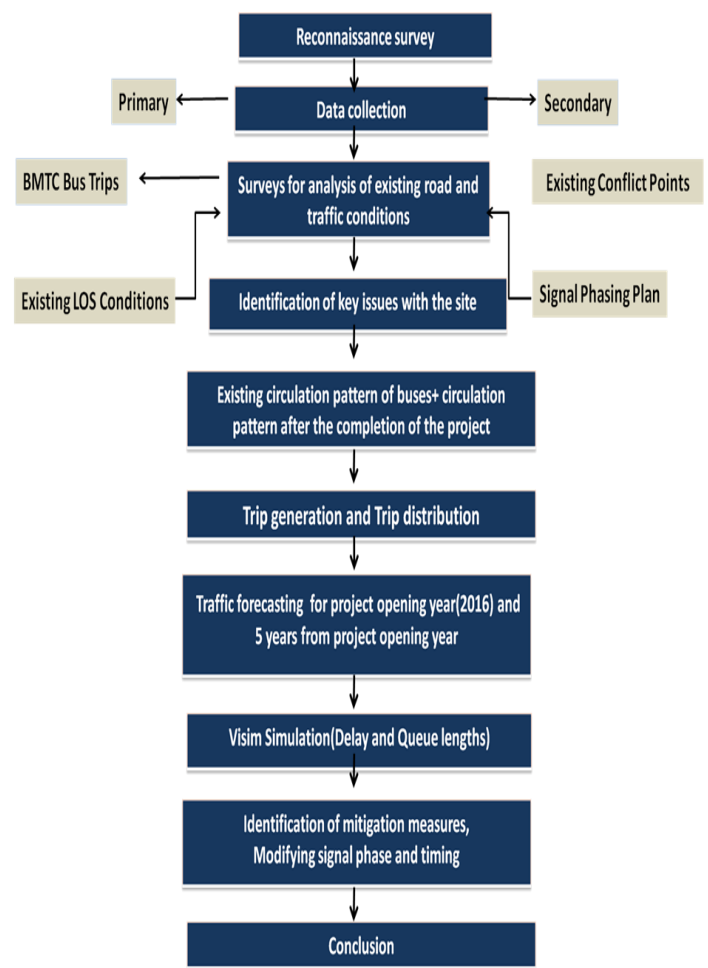 Reconnaissance survey
Primary
Data collection
Secondary
BMTC Bus Trips
Surveys for analysis of existing road and
traffic conditions
Existing Conflict Points
Existing LOS Conditions
Identification of key issues with the site
Signal Phasing Plan
Existing circulation pattern of buses+ circulation
pattern after the completion of the project
Trip generation and Trip distribution
Traffic forecasting for project opening year(2016) and
5 years from project opening year
Visim Simulation(Delay and Queue lengths)
Identification of mitigation measures,
Modifying signal phase and timing
Conclusion